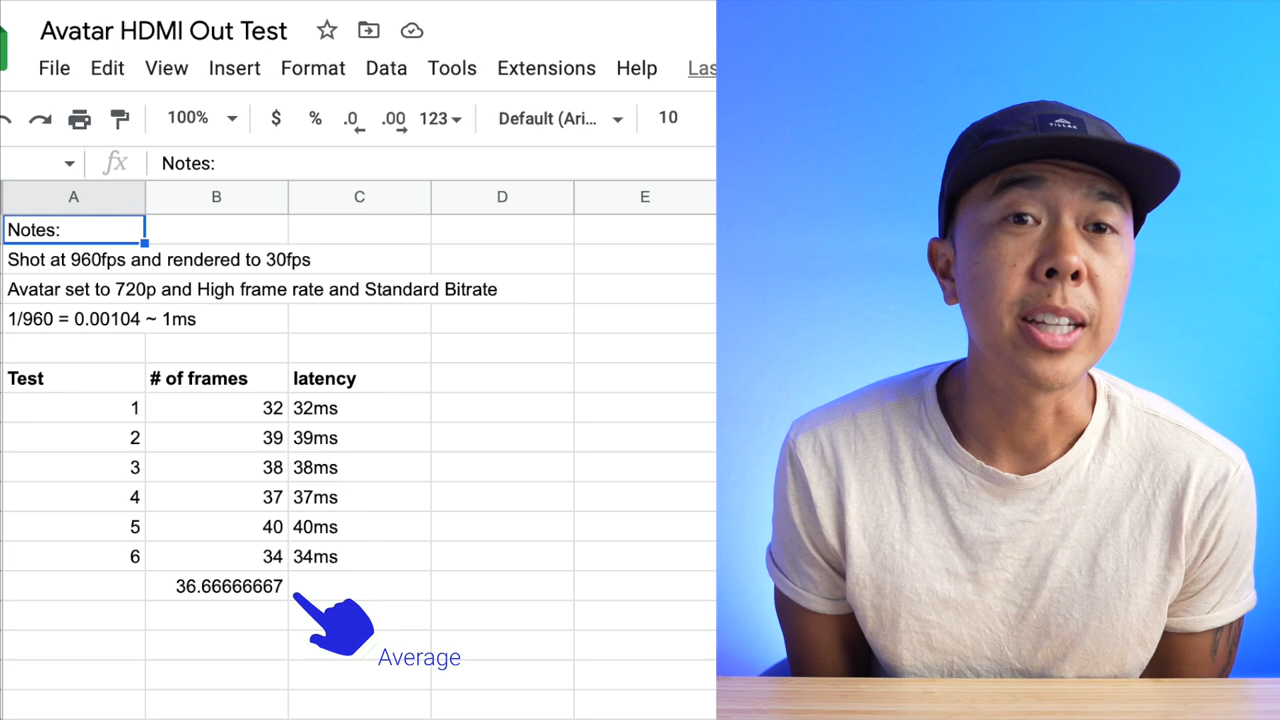 Avatar HDMI Out Test
File Edit View Insert Format Data Tools Extensions Help Las
100% $ % .0 .00 123 Default (Ari... 10
fx Notes:
A B C D E
Notes:
Shot at 960fps and rendered to 30fps
Avatar set to 720p and High frame rate and Standard Bitrate
1/960 = 0.00104 ~ 1ms
Test # of frames latency
1 32 32ms
2 39 39ms
3 38 38ms
4 37 37ms
5 40 40ms
6 34 34ms
36.66666667
Average
TILLAK